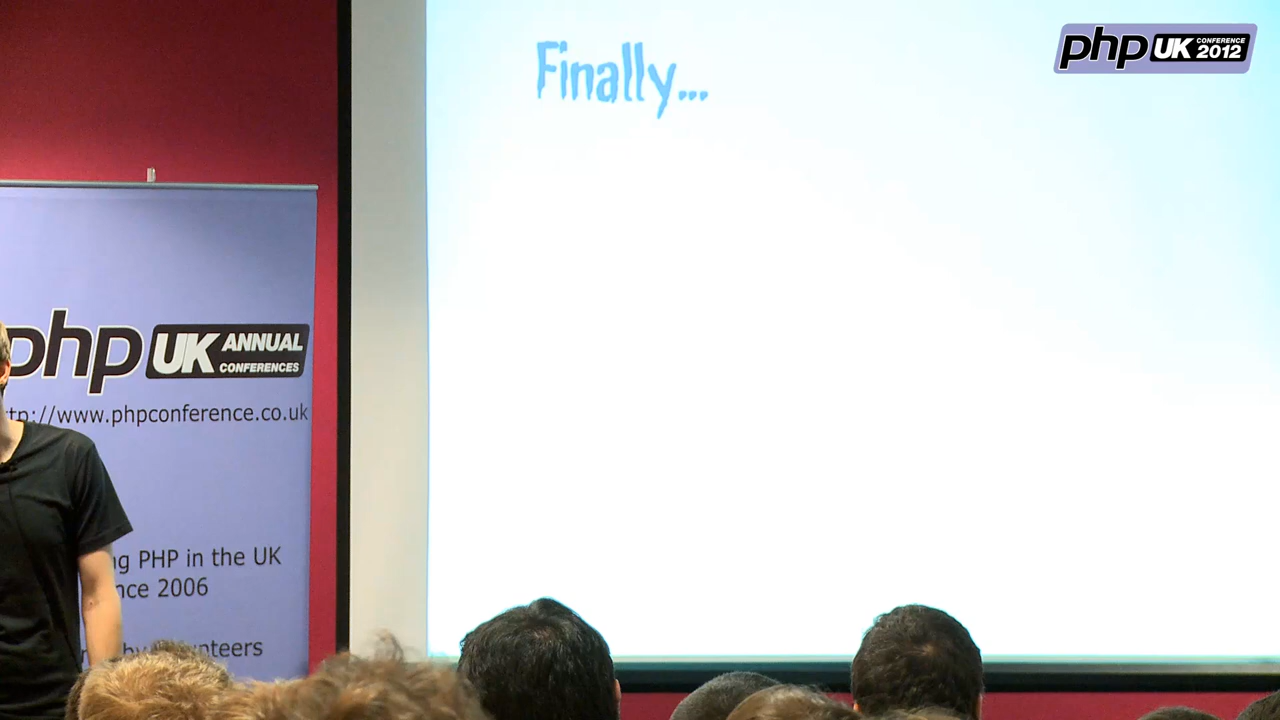 Finally...
php UK CONFERENCE 2012
php UK ANNUAL CONFERENCES
tp://www.phpconference.co.uk
ng PHP in the UK
nce 2006
by
nteers